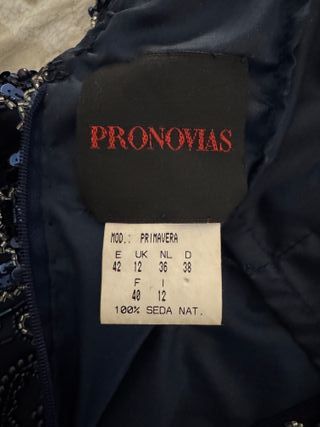 PRONOVIAS
MOD.: PRIMAVERA
E UK NL D
42 12 36 38
F I
40 12
100% SEDA NAT.